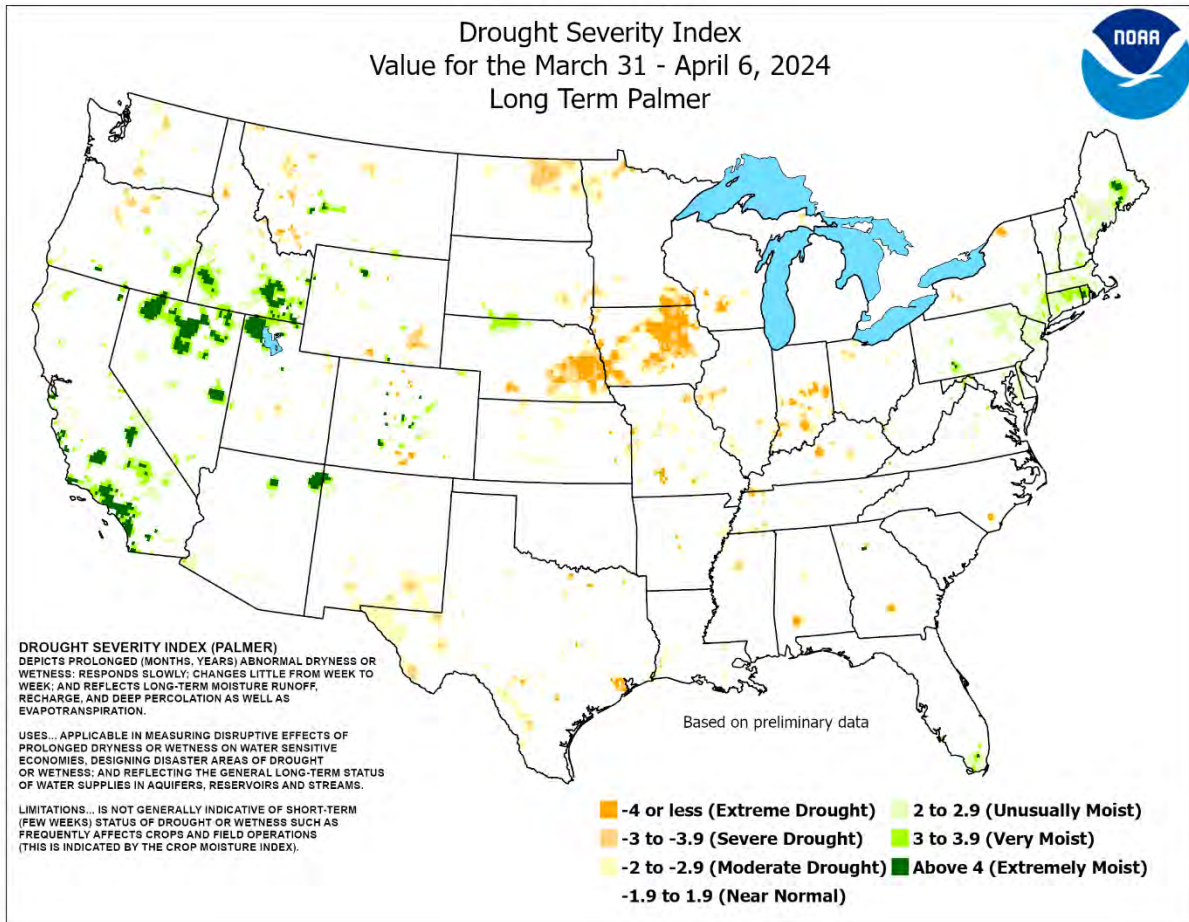 Drought Severity Index
Value for the March 31 - April 6, 2024
Long Term Palmer
NOAA
DROUGHT SEVERITY INDEX (PALMER)
DEPICTS PROLONGED (MONTHS, YEARS) ABNORMAL DRYNESS OR
WETNESS: RESPONDS SLOWLY; CHANGES LITTLE FROM WEEK TO
WEEK; AND REFLECTS LONG-TERM MOISTURE RUNOFF,
RECHARGE, AND DEEP PERCOLATION AS WELL AS
EVAPOTRANSPIRATION.
USES... APPLICABLE IN MEASURING DISRUPTIVE EFFECTS OF
PROLONGED DRYNESS OR WETNESS ON WATER SENSITIVE
ECONOMIES, DESIGNING DISASTER AREAS OF DROUGHT
OR WETNESS; AND REFLECTING THE GENERAL LONG-TERM STATUS
OF WATER SUPPLIES IN AQUIFERS, RESERVOIRS AND STREAMS.
LIMITATIONS... IS NOT GENERALLY INDICATIVE OF SHORT-TERM
(FEW WEEKS) STATUS OF DROUGHT OR WETNESS SUCH AS
FREQUENTLY AFFECTS CROPS AND FIELD OPERATIONS
(THIS IS INDICATED BY THE CROP MOISTURE INDEX).
Based on preliminary data
-4 or less (Extreme Drought)
-3 to -3.9 (Severe Drought)
-2 to -2.9 (Moderate Drought)
-1.9 to 1.9 (Near Normal)
2 to 2.9 (Unusually Moist)
3 to 3.9 (Very Moist)
Above 4 (Extremely Moist)